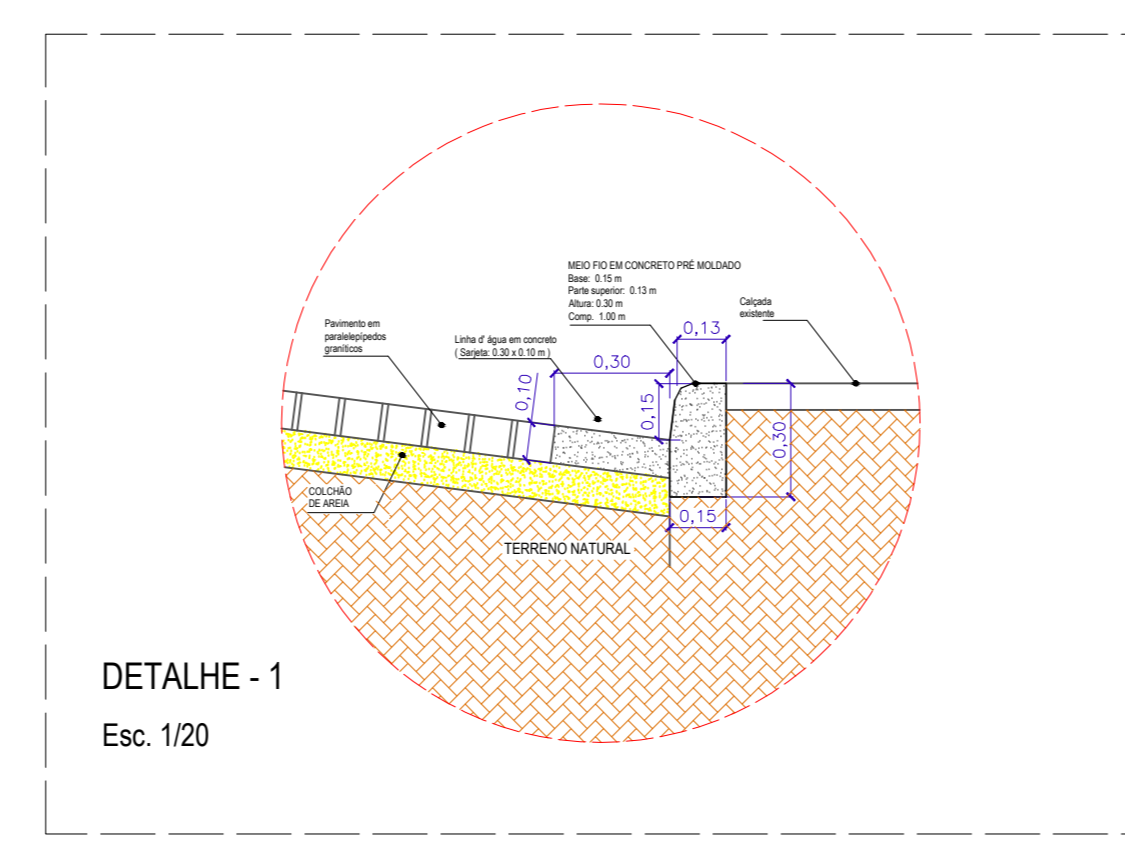 MEIO FIO EM CONCRETO PRÉ MOLDADO
Base: 0.15 m
Parte superior: 0.13 m
Altura: 0.30 m
Comp. 1.00 m
Calçada
existente
Pavimento em
paralelepípedos
graníticos
Linha d' água em concreto
( Sarjeta: 0.30 x 0.10 m )
0,13
0,30
0,10
0,15
0,30
0,15
COLCHÃO
DE AREIA
TERRENO NATURAL
DETALHE - 1
Esc. 1/20